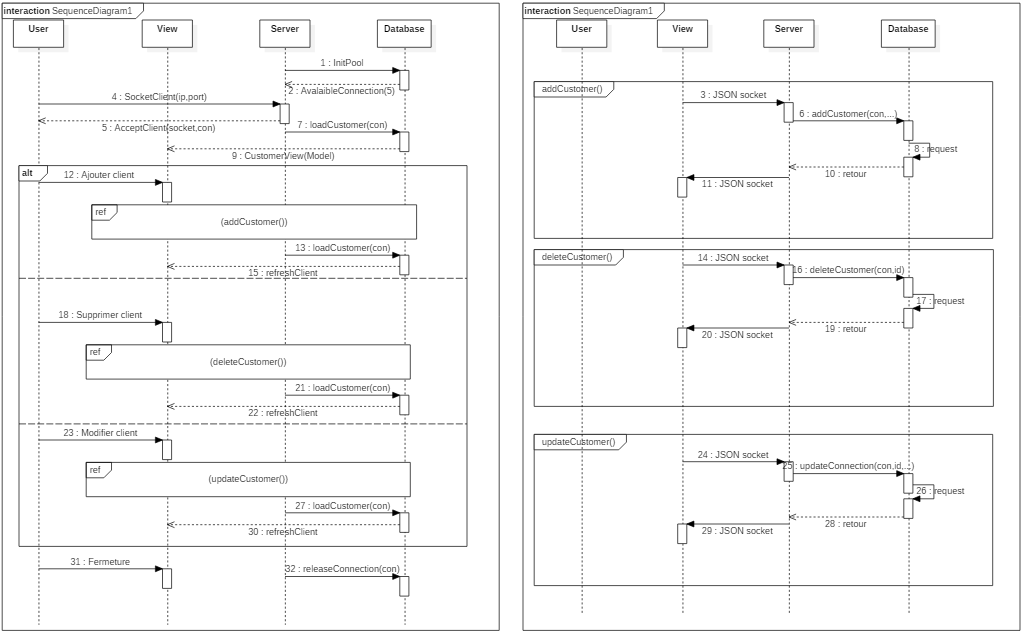 interaction SequenceDiagram1
User
View
Server
Database
1 : InitPool
2 : AvalaibleConnection(5)
4 : SocketClient(ip,port)
5 : AcceptClient(socket,con)
7 : loadCustomer(con)
9 : CustomerView(Model)
alt
12 : Ajouter client
ref
(addCustomer())
13 : loadCustomer(con)
15 : refreshClient
18 : Supprimer client
ref
(deleteCustomer())
21 : loadCustomer(con)
22 : refreshClient
23 : Modifier client
ref
(updateCustomer())
27 : loadCustomer(con)
30 : refreshClient
31 : Fermeture
32 : releaseConnection(con)
interaction SequenceDiagram1
User
View
Server
Database
addCustomer()
3 : JSON socket
6 : addCustomer(con,...)
8 : request
10 : retour
11 : JSON socket
deleteCustomer()
14 : JSON socket
16 : deleteCustomer(con,id)
17 : request
19 : retour
20 : JSON socket
updateCustomer()
24 : JSON socket
25 : updateConnection(con,id,..)
26 : request
28 : retour
29 : JSON socket